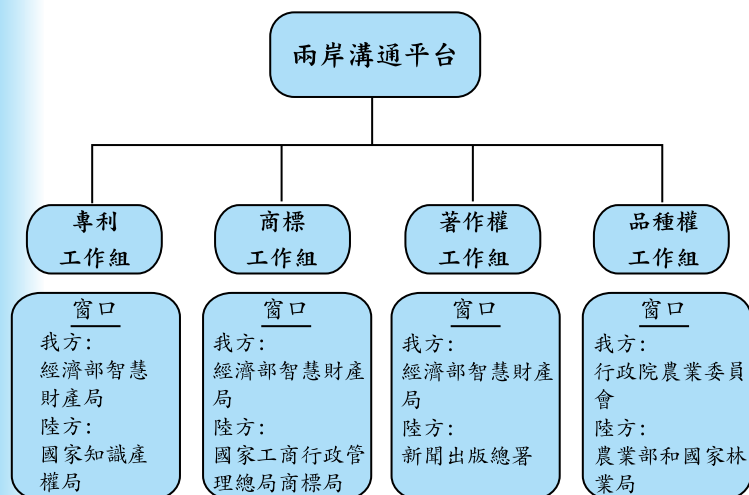 兩岸溝通平台
專利
工作組
商標
工作組
著作權
工作組
品種權
工作組
窗口
我方:
經濟部智慧
財產局
陸方:
國家知識產
權局
窗口
我方:
經濟部智慧財產
局
陸方:
國家工商行政管
理總局商標局
窗口
我方:
經濟部智慧財產
局
陸方:
新聞出版總署
窗口
我方:
行政院農業委員
會
陸方:
農業部和國家林
業局